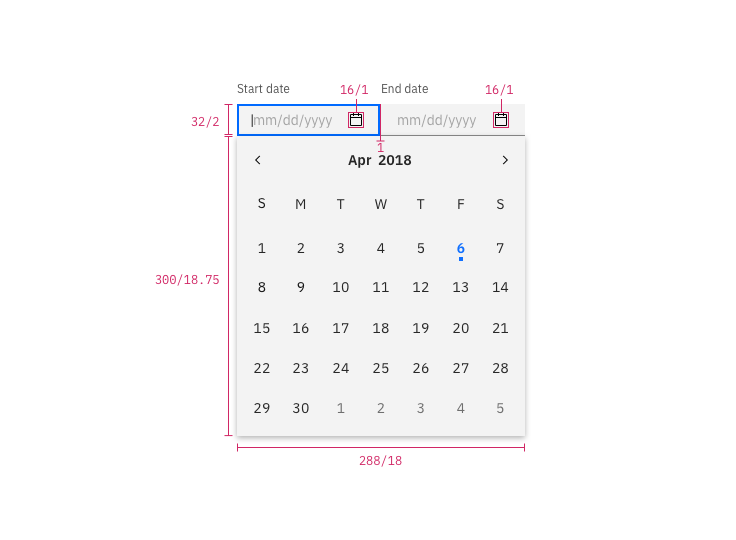 Start date 16/1 End date 16/1
32/2 mm/dd/yyyy mm/dd/yyyy
1
Apr 2018
S M T W T F S
1 2 3 4 5 6 7
300/18.75
8 9 10 11 12 13 14
15 16 17 18 19 20 21
22 23 24 25 26 27 28
29 30 1 2 3 4 5
288/18